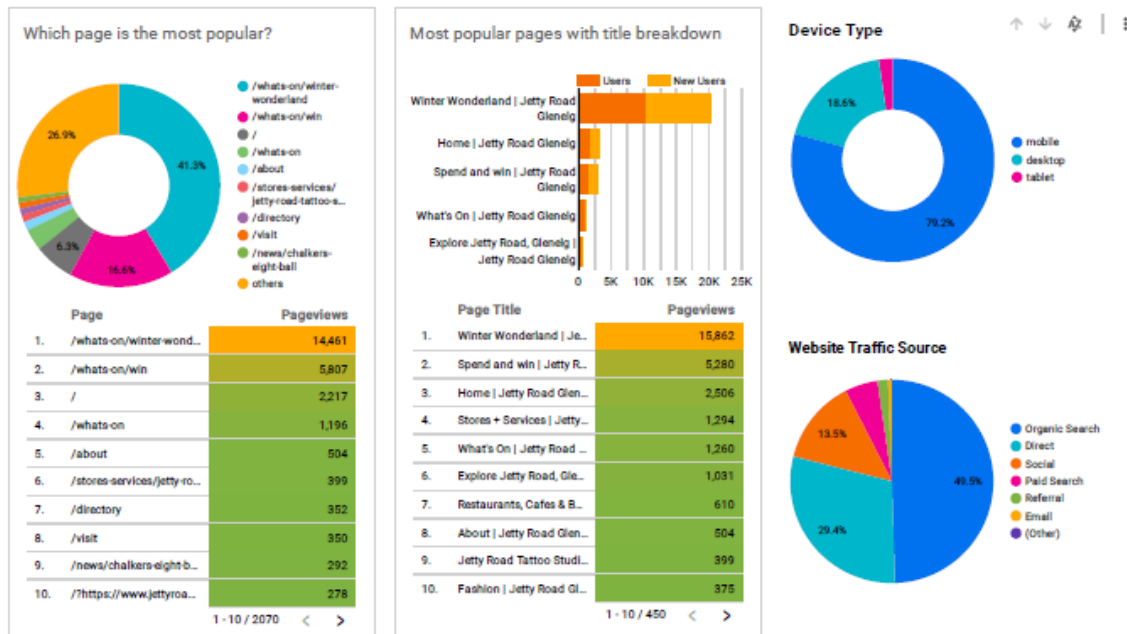 Which page is the most popular?
41.3%
16.6%
6.3%
26.9%
/whats-on/winter-
wonderland
/whats-on/win
/
/whats-on
/about
/stores-services/
jetty-road-tattoo-s...
/directory
/visit
/news/chalkers-
eight-ball
others
Page Pageviews
1. /whats-on/winter-wond... 14,461
2. /whats-on/win 5,807
3. / 2,217
4. /whats-on 1,196
5. /about 504
6. /stores-services/jetty-ro... 399
7. /directory 352
8. /visit 350
9. /news/chalkers-eight-b... 292
10. /?https://www.jettyroa... 278
1 - 10 / 2070 < >
Most popular pages with title breakdown
Users New Users
Winter Wonderland | Jetty Road
Glenelg
Home | Jetty Road Glenelg
Spend and win | Jetty Road
Glenelg
What's On | Jetty Road Glenelg
Explore Jetty Road, Glenelg |
Jetty Road Glenelg
0 5K 10K 15K 20K 25K
Page Title Pageviews
1. Winter Wonderland | Je... 15,862
2. Spend and win | Jetty R... 5,280
3. Home | Jetty Road Glen... 2,506
4. Stores + Services | Jetty... 1,294
5. What's On | Jetty Road ... 1,260
6. Explore Jetty Road, Gle... 1,031
7. Restaurants, Cafes & B... 610
8. About | Jetty Road Glen... 504
9. Jetty Road Tattoo Studi... 399
10. Fashion | Jetty Road Gl... 375
1 - 10 / 450 < >
Device Type
18.6%
79.2%
mobile
desktop
tablet
Website Traffic Source
13.5%
49.5%
29.4%
Organic Search
Direct
Social
Paid Search
Referral
Email
(Other)